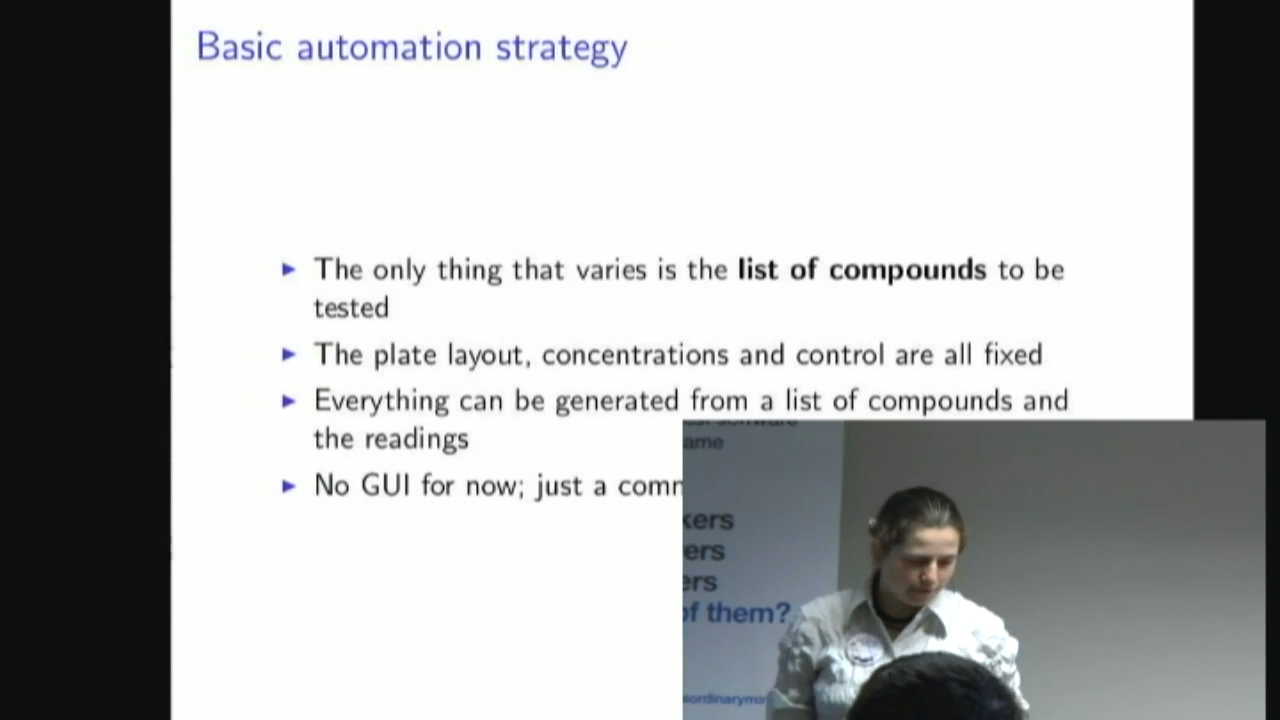 Basic automation strategy
The only thing that varies is the list of compounds to be
tested
The plate layout, concentrations and control are all fixed
Everything can be generated from a list of compounds and
the readings
No GUI for now; just a
ame
kers
ers
ers
of them?